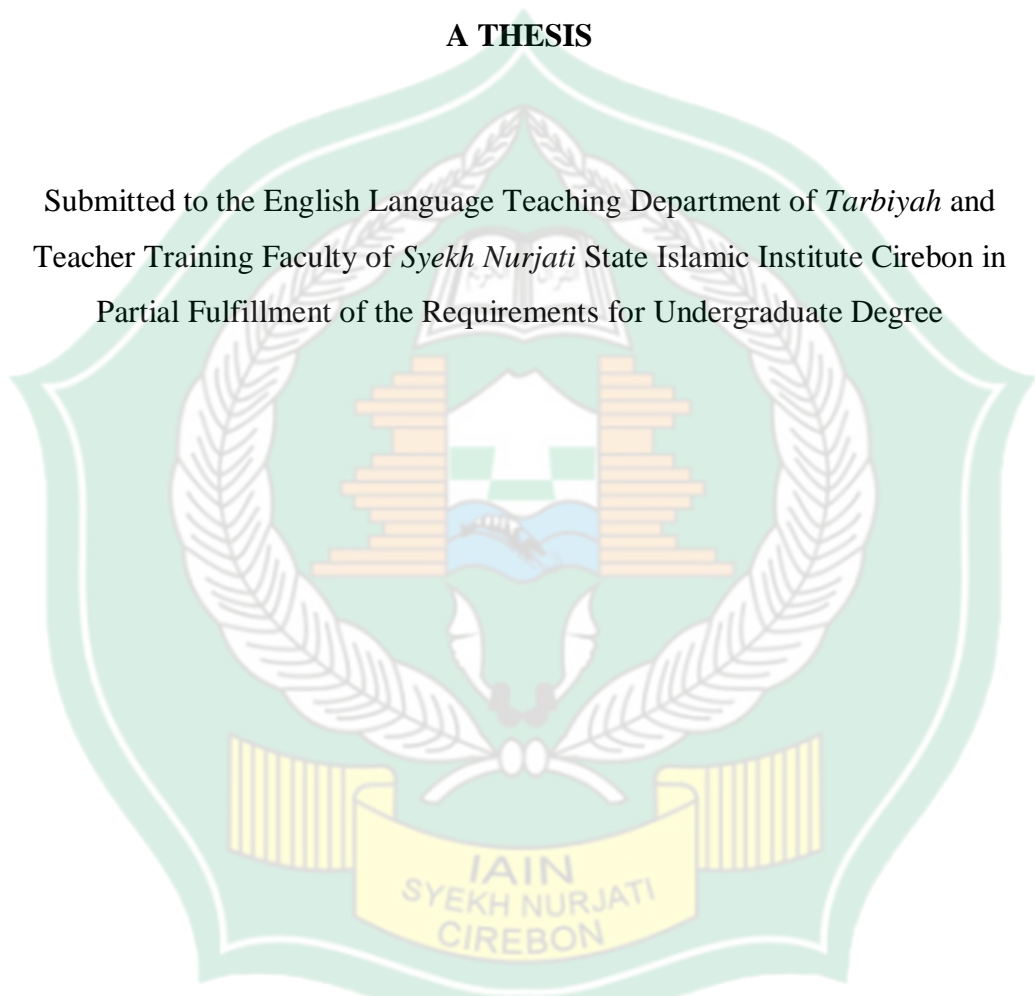 A THESIS
Submitted to the English Language Teaching Department of Tarbiyah and
Teacher Training Faculty of Syekh Nurjati State Islamic Institute Cirebon in
Partial Fulfillment of the Requirements for Undergraduate Degree
IAIN
SYEKH NURJATI
CIREBON